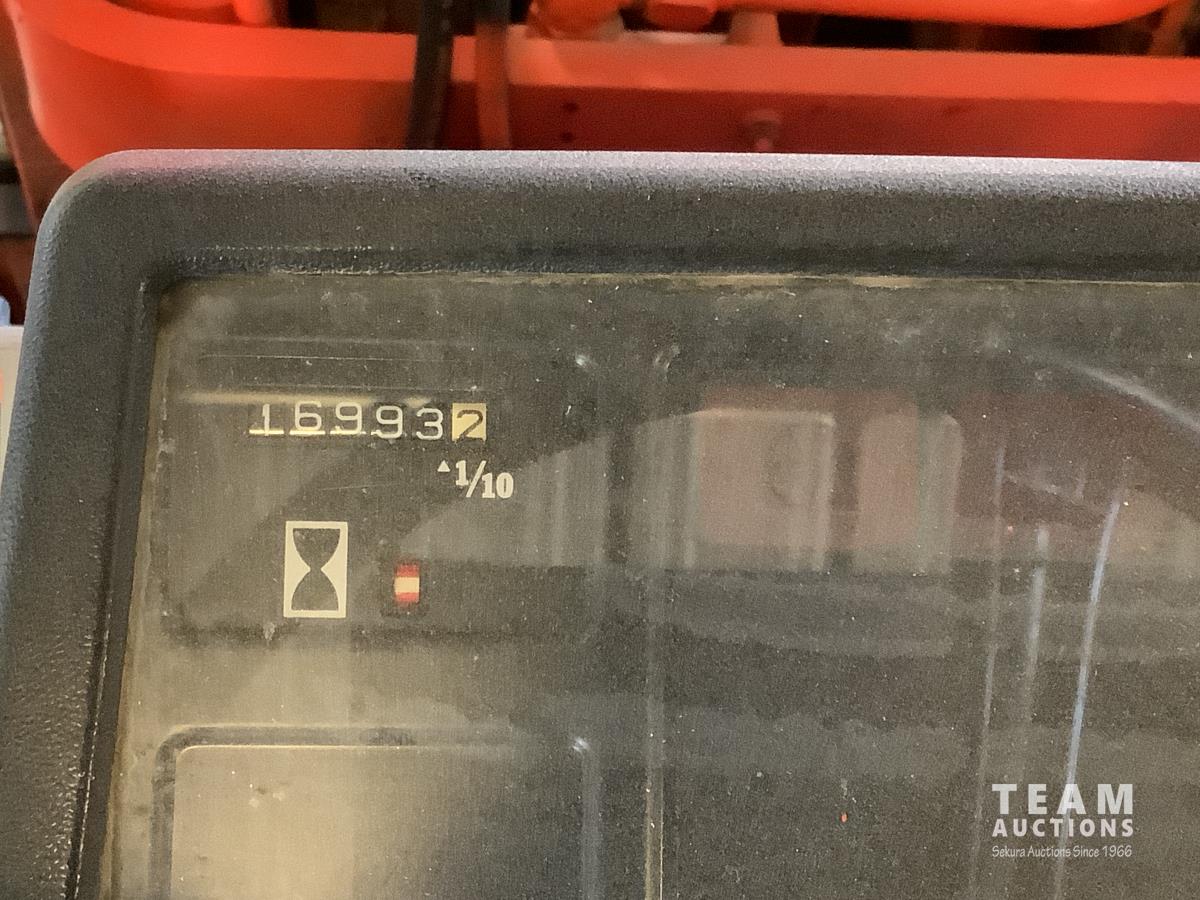 169932
▲1/10
TEAM
AUCTIONS
Sekura Auctions Since 1966